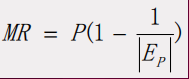 MR = P(1 - 1/|E_P|)